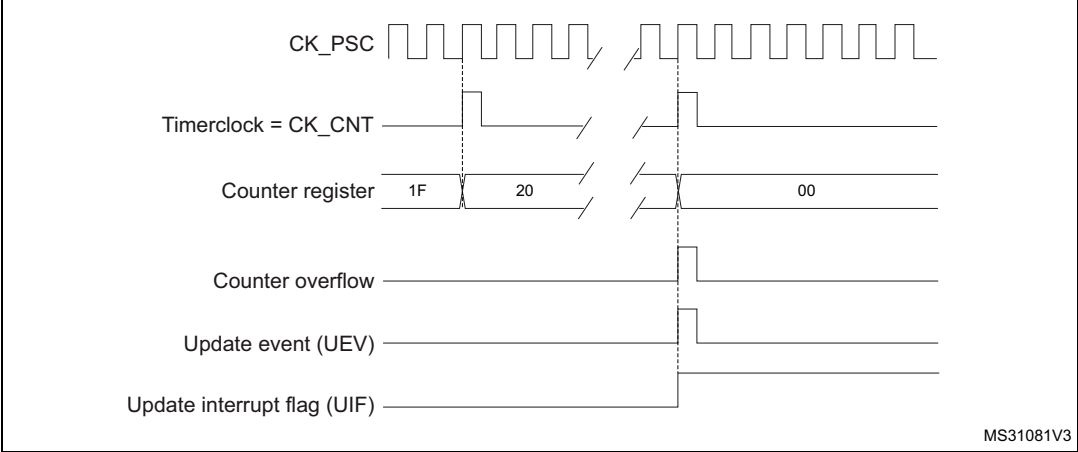 CK_PSC
Timerclock = CK_CNT
Counter register 1F 20 00
Counter overflow
Update event (UEV)
Update interrupt flag (UIF)
MS31081V3